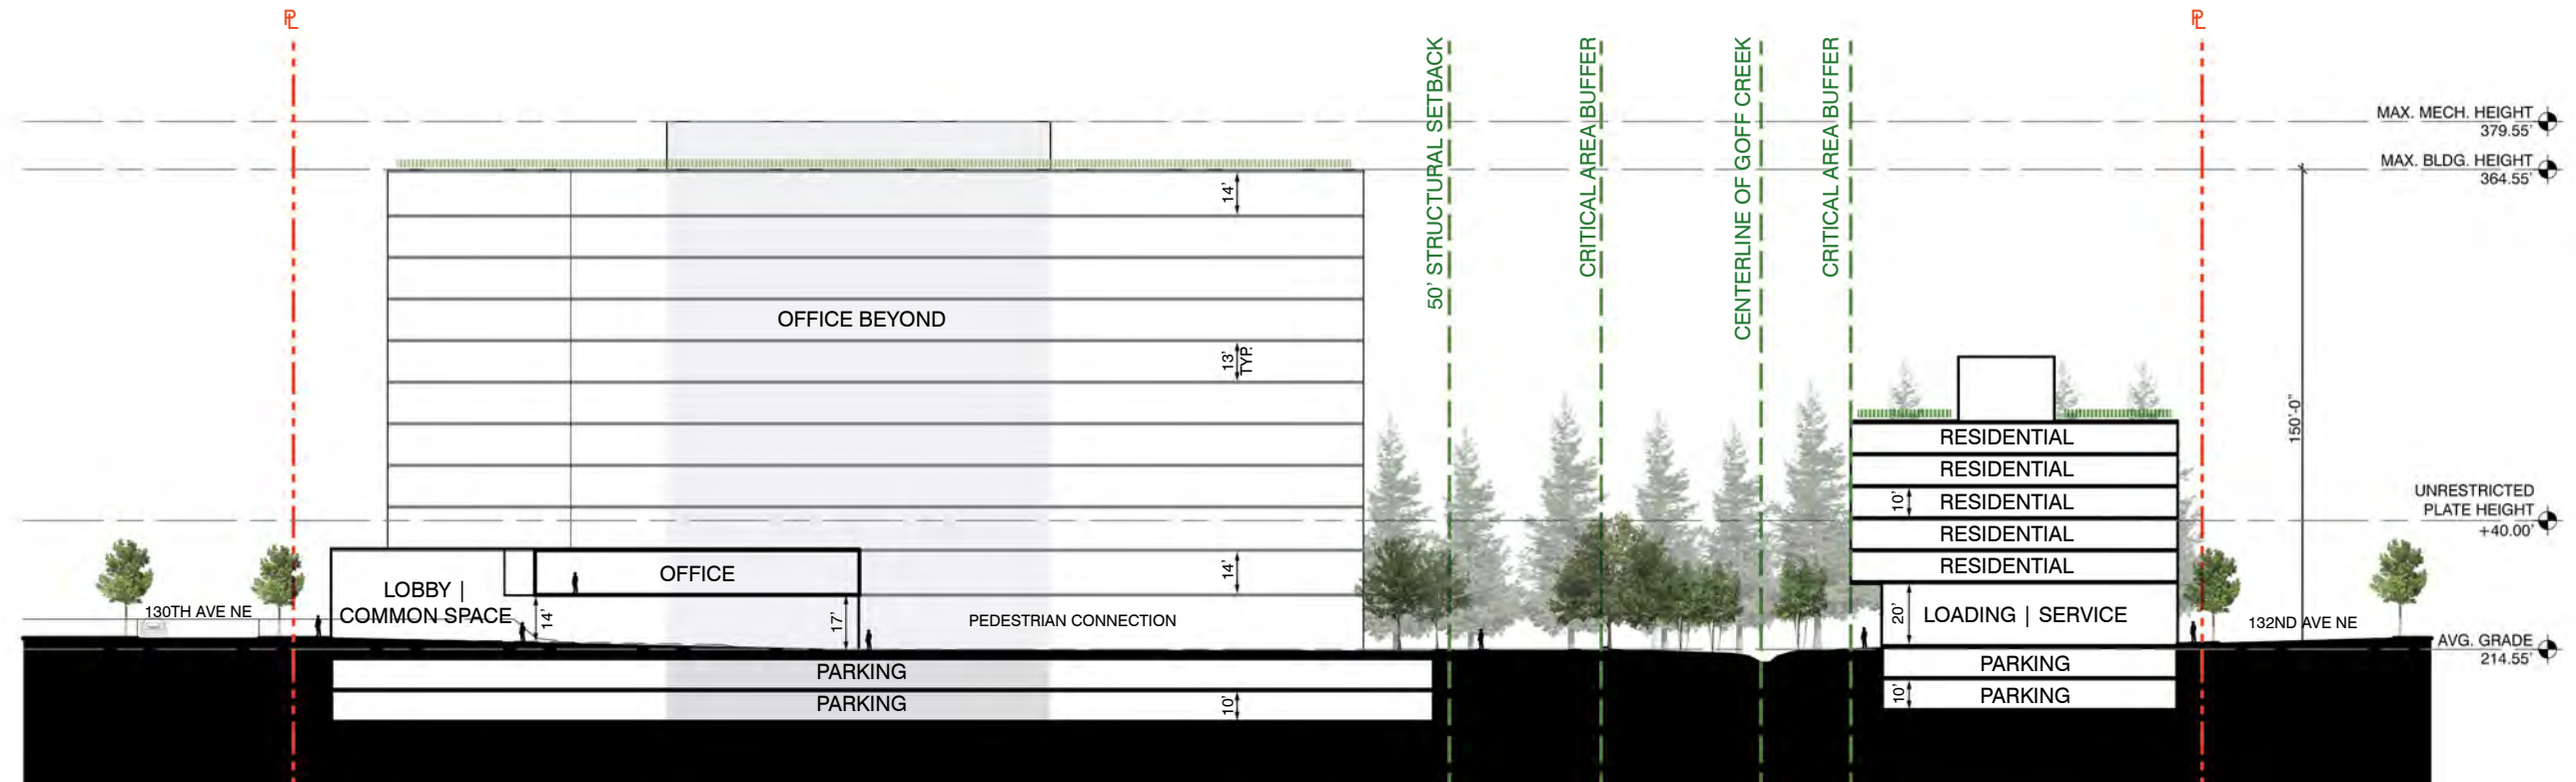 PL
PL
50' STRUCTURAL SETBACK
CRITICAL AREA BUFFER
CENTERLINE OF GOFF CREEK
CRITICAL AREA BUFFER
MAX. MECH. HEIGHT
379.55'
MAX. BLDG. HEIGHT
364.55'
14'
OFFICE BEYOND
13'
TYP.
150'-0"
RESIDENTIAL
RESIDENTIAL
10'
RESIDENTIAL
RESIDENTIAL
RESIDENTIAL
UNRESTRICTED
PLATE HEIGHT
+40.00'
LOBBY |
COMMON SPACE
OFFICE
14'
130TH AVE NE
14'
17'
PEDESTRIAN CONNECTION
20'
LOADING | SERVICE
132ND AVE NE
AVG. GRADE
214.55'
PARKING
PARKING
10'
PARKING
10'
PARKING